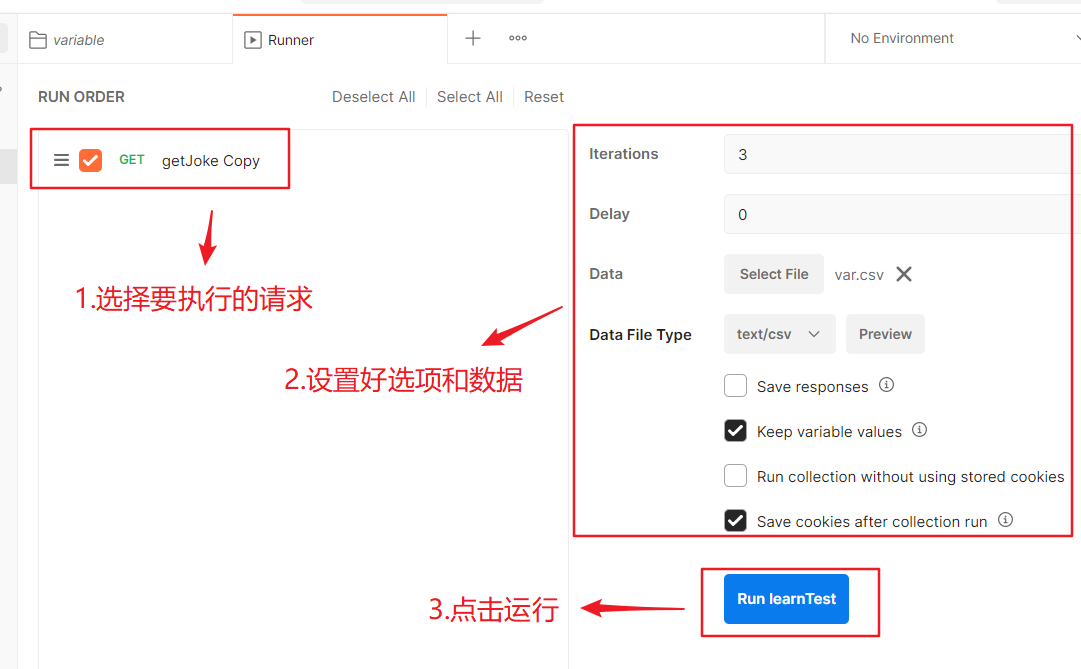 variable
Runner
No Environment
RUN ORDER
Deselect All
Select All
Reset
GET getJoke Copy
1.选择要执行的请求
2.设置好选项和数据
Iterations
3
Delay
0
Data
Select File
var.csv
Data File Type
text/csv
Preview
Save responses
Keep variable values
Run collection without using stored cookies
Save cookies after collection run
3.点击运行
Run learnTest